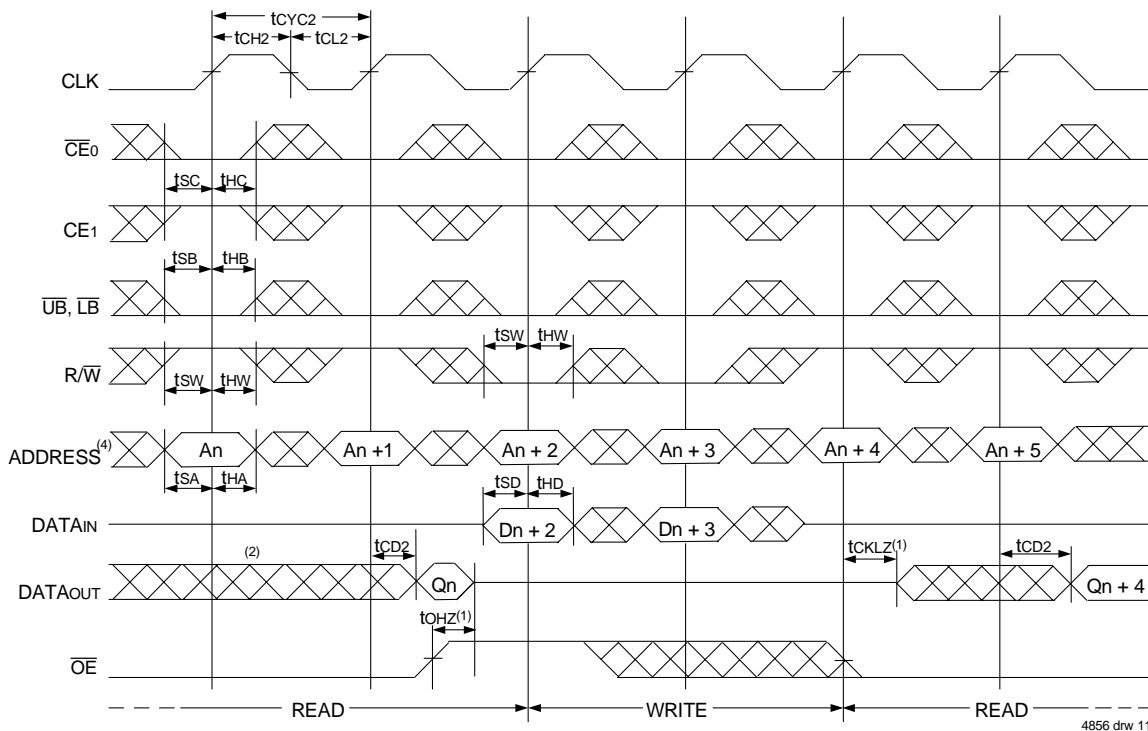 tCYC2
tCH2 tCL2
CLK
CE0
tSC tHC
CE1
tSB tHB
UB, LB
tSW tHW
R/W
tSW tHW
ADDRESS(4) An An +1 An + 2 An + 3 An + 4 An + 5
tSA tHA
tSD tHD
DATAIN Dn + 2 Dn + 3
(2) tCD2 tCKLZ(1) tCD2
DATAOUT Qn Qn + 4
tOHZ(1)
OE
READ WRITE READ
4856 drw 11